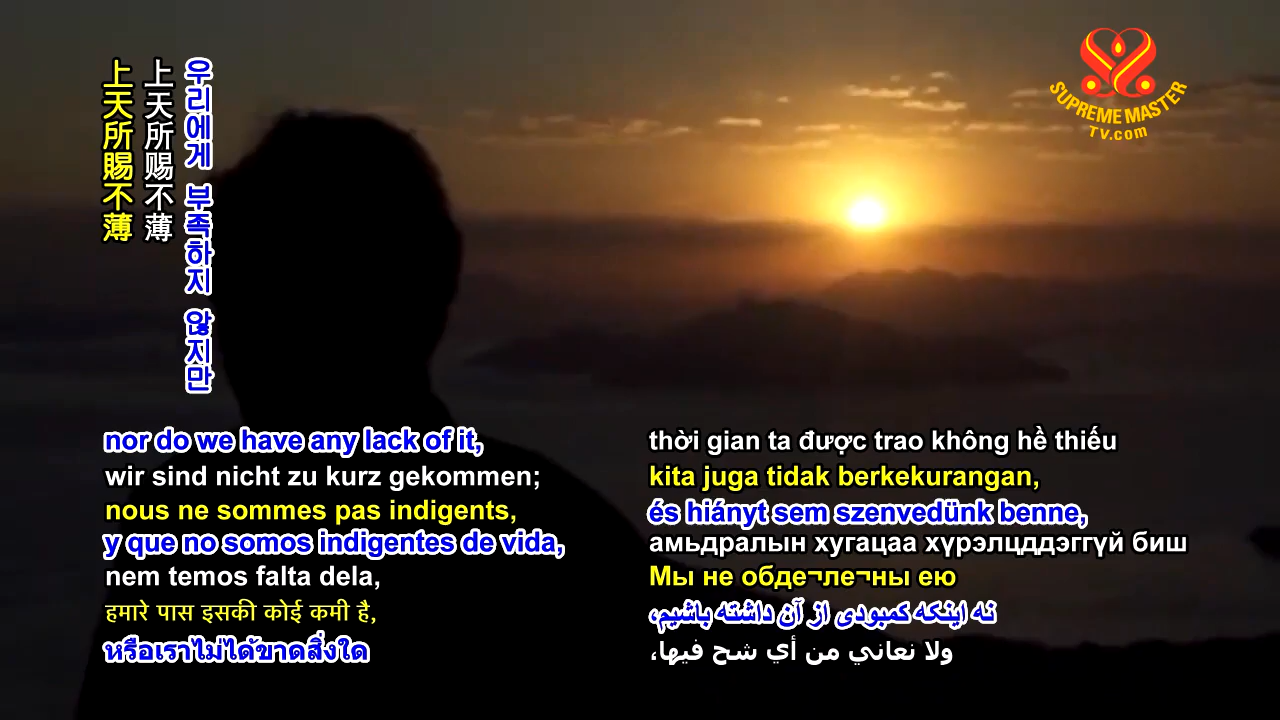 上天所賜不薄
上天所赐不薄
우리에게 부족하지 않지만
SUPREME MASTER
TV.com
nor do we have any lack of it,
wir sind nicht zu kurz gekommen;
nous ne sommes pas indigents,
y que no somos indigentes de vida,
nem temos falta dela,
हमारे पास इसकी कोई कमी है,
หรือเราไม่ได้ขาดสิ่งใด
thời gian ta được trao không hề thiếu
kita juga tidak berkekurangan,
és hiányt sem szenvedünk benne,
амьдралын хугацаа хүрэлцддэггүй биш
Мы не обде¬ле¬ны ею
نه اینکه کمبودی از آن داشته باشیم،
ولا نعاني من أي شح فيها،